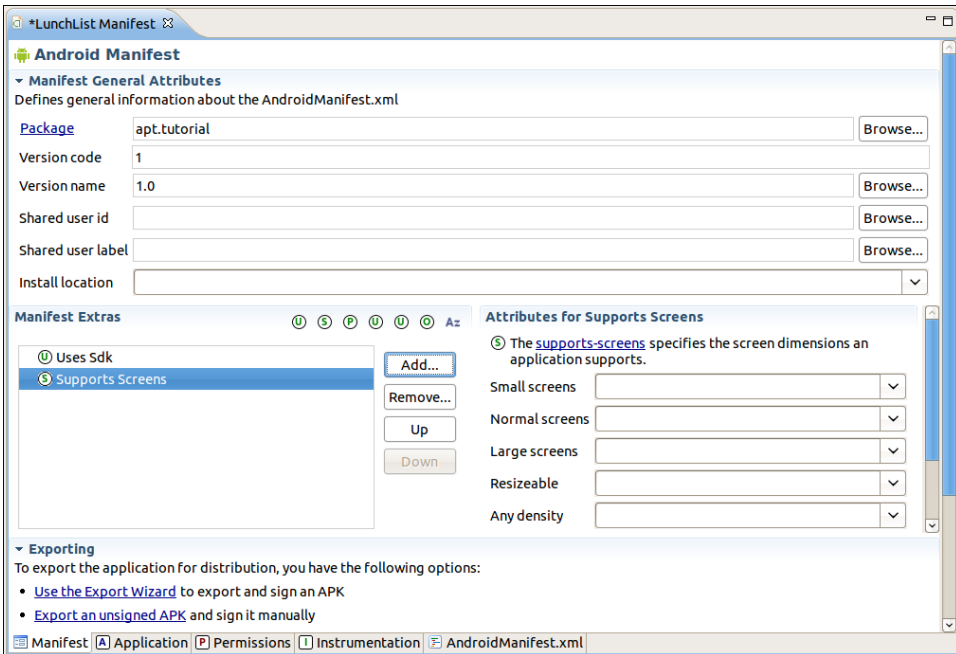 *LunchList Manifest
Android Manifest
Manifest General Attributes
Defines general information about the AndroidManifest.xml
Package apt.tutorial Browse...
Version code 1
Version name 1.0 Browse...
Shared user id Browse...
Shared user label Browse...
Install location
Manifest Extras U S P U U O Az
Uses Sdk
Supports Screens
Add...
Remove...
Up
Down
Attributes for Supports Screens
S The supports-screens specifies the screen dimensions an
application supports.
Small screens
Normal screens
Large screens
Resizeable
Any density
Exporting
To export the application for distribution, you have the following options:
• Use the Export Wizard to export and sign an APK
• Export an unsigned APK and sign it manually
Manifest A Application P Permissions I Instrumentation F AndroidManifest.xml